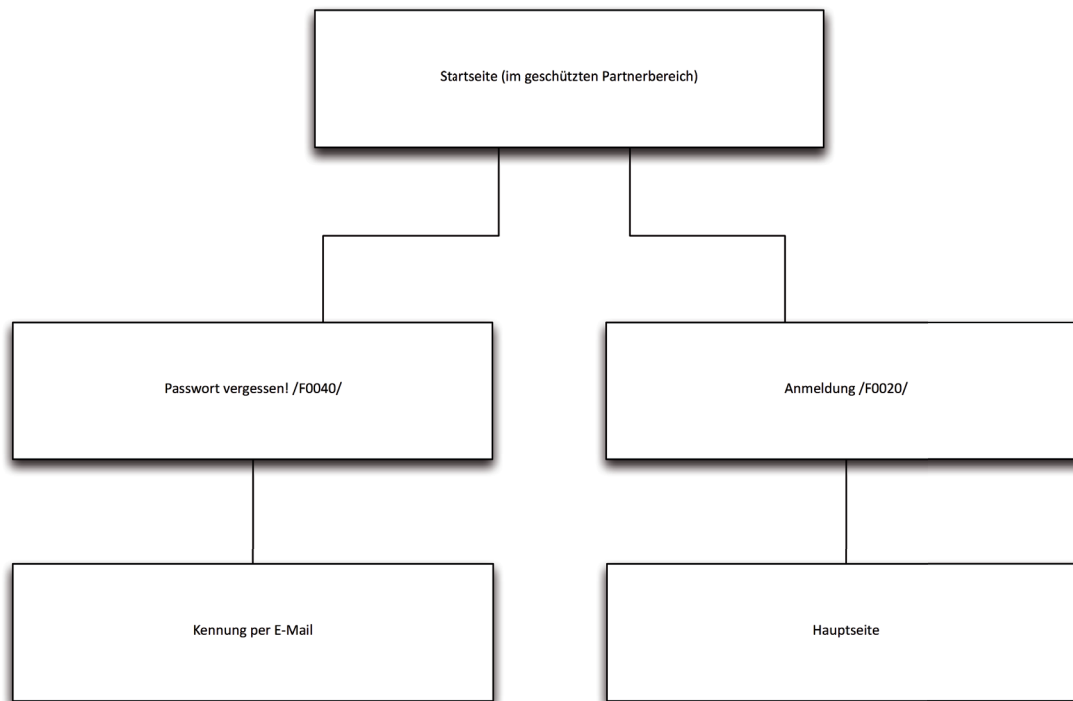 Startseite (im geschützten Partnerbereich)
Passwort vergessen! /F0040/
Anmeldung /F0020/
Kennung per E-Mail
Hauptseite